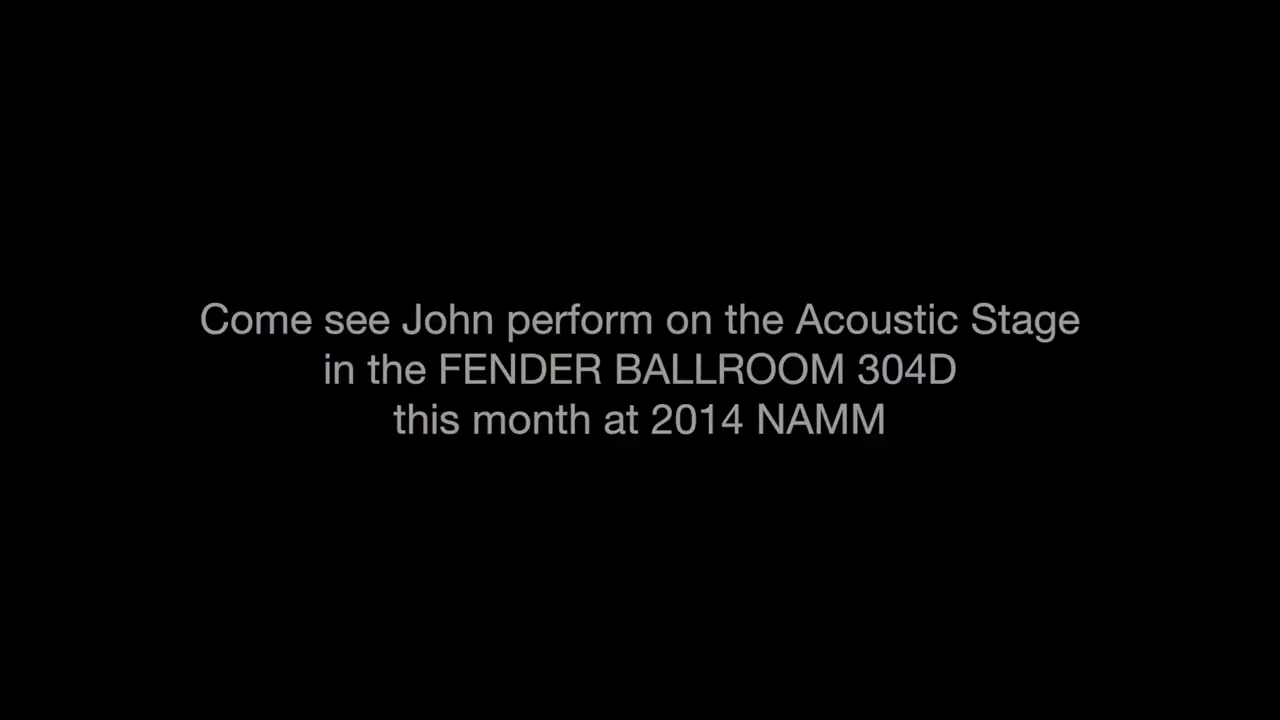 Come see John perform on the Acoustic Stage
in the FENDER BALLROOM 304D
this month at 2014 NAMM